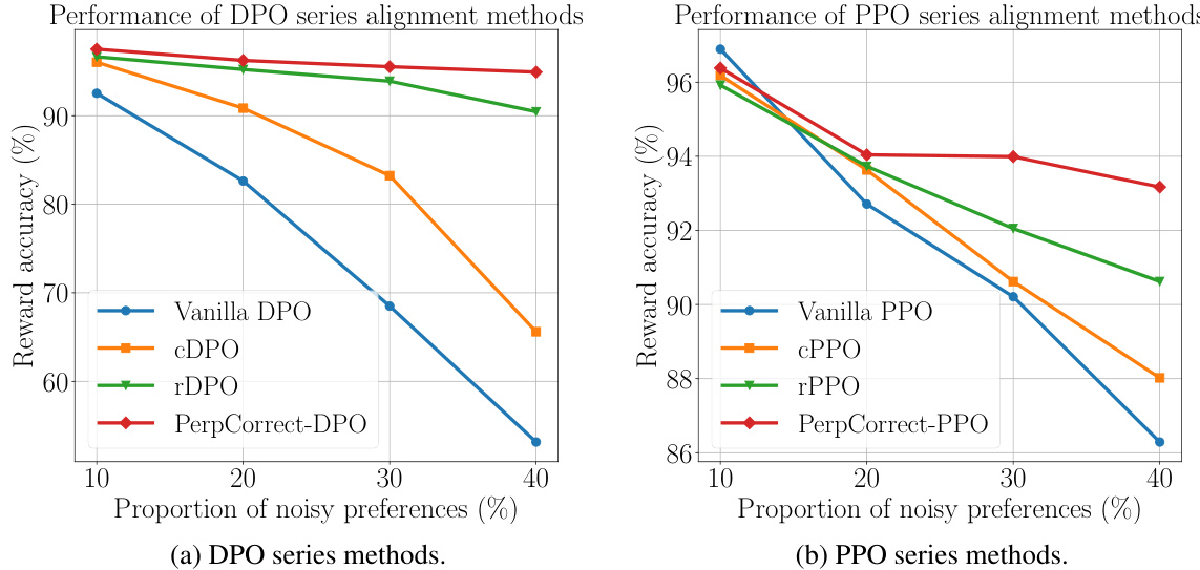 Performance of DPO series alignment methods
Reward accuracy (%)
90
80
70
60
Vanilla DPO
cDPO
rDPO
PerpCorrect-DPO
10 20 30 40
Proportion of noisy preferences (%)
(a) DPO series methods.
Performance of PPO series alignment methods
Reward accuracy (%)
96
94
92
90
88
86
Vanilla PPO
cPPO
rPPO
PerpCorrect-PPO
10 20 30 40
Proportion of noisy preferences (%)
(b) PPO series methods.